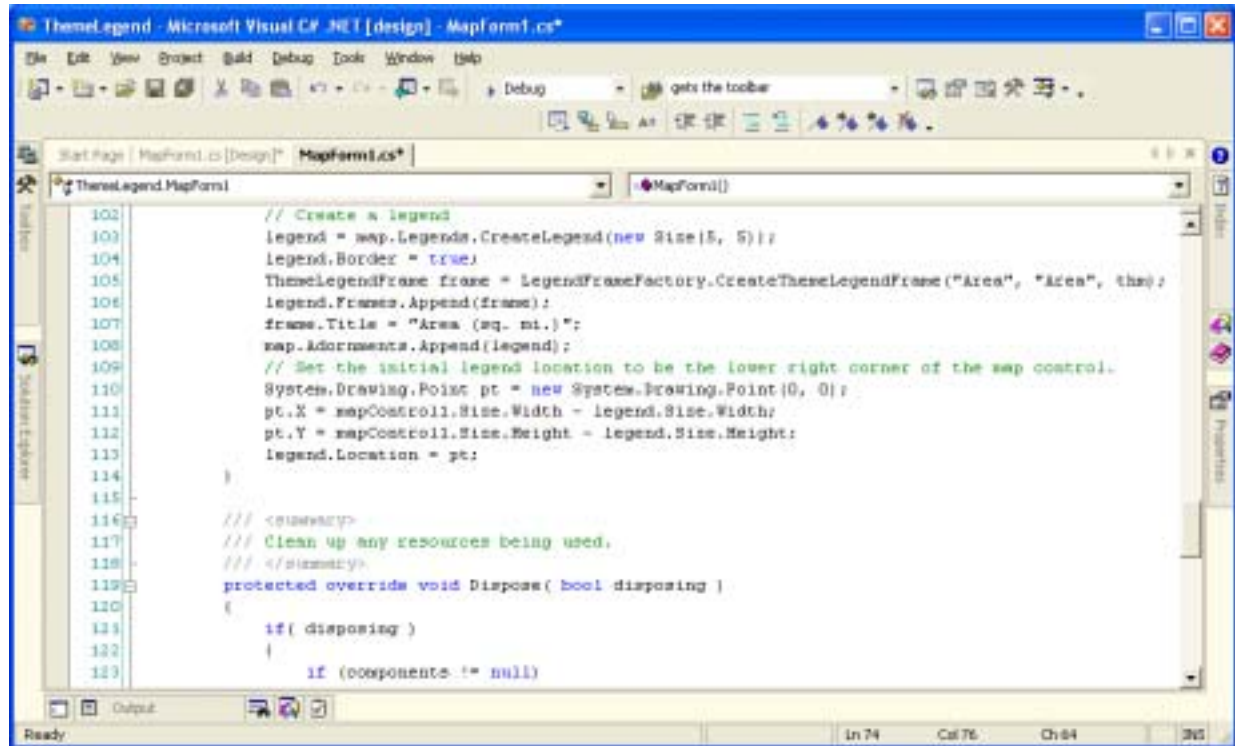 ThemeLegend - Microsoft Visual C# .NET [design] - MapForm1.cs*
File Edit View Project Build Debug Tools Window Help
Debug gets the toolbar
Start Page MapForm1.cs [Design]* MapForm1.cs*
ThemeLegend.MapForm1 MapForm1()
Toolbox
Solution Explorer
Index
Properties
102 // Create a legend
103 legend = map.Legends.CreateLegend(new Size(5, 5));
104 legend.Border = true;
105 ThemeLegendFrame frame = LegendFrameFactory.CreateThemeLegendFrame("Area", "Area", thm);
106 legend.Frames.Append(frame);
107 frame.Title = "Area (sq. mi.)";
108 map.Adornments.Append(legend);
109 // Set the initial legend location to be the lower right corner of the map control.
110 System.Drawing.Point pt = new System.Drawing.Point(0, 0);
111 pt.X = mapControl1.Size.Width - legend.Size.Width;
112 pt.Y = mapControl1.Size.Height - legend.Size.Height;
113 legend.Location = pt;
114 }
115
116 /// <summary>
117 /// Clean up any resources being used.
118 /// </summary>
119 protected override void Dispose( bool disposing )
120 {
121 if( disposing )
122 {
123 if (components != null)
Output
Ready Ln 74 Col 76 Ch 64 INS